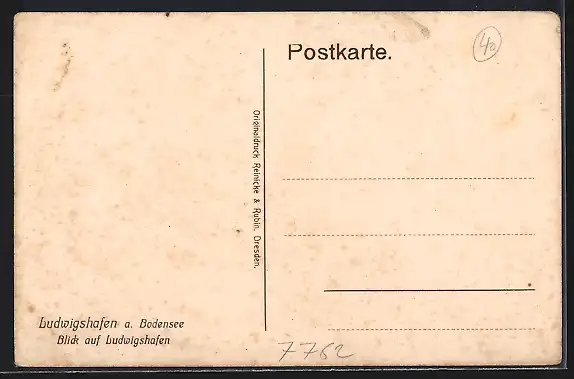 Postkarte.
40
Originaldruck Reinicke & Rubin, Dresden.
Ludwigshafen a. Bodensee
Blick auf Ludwigshafen
7762